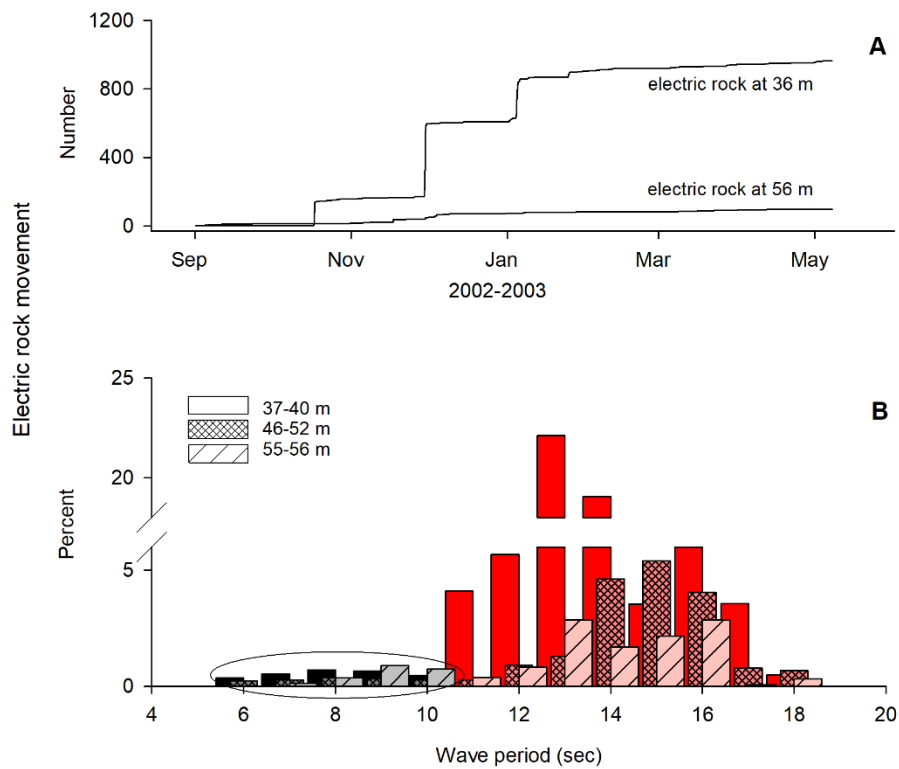 1200
A
800
electric rock at 36 m
Number
400
electric rock at 56 m
0
Sep Nov Jan Mar May
2002-2003
Electric rock movement
25
B
37-40 m
46-52 m
55-56 m
20
Percent
5
0
4 6 8 10 12 14 16 18 20
Wave period (sec)